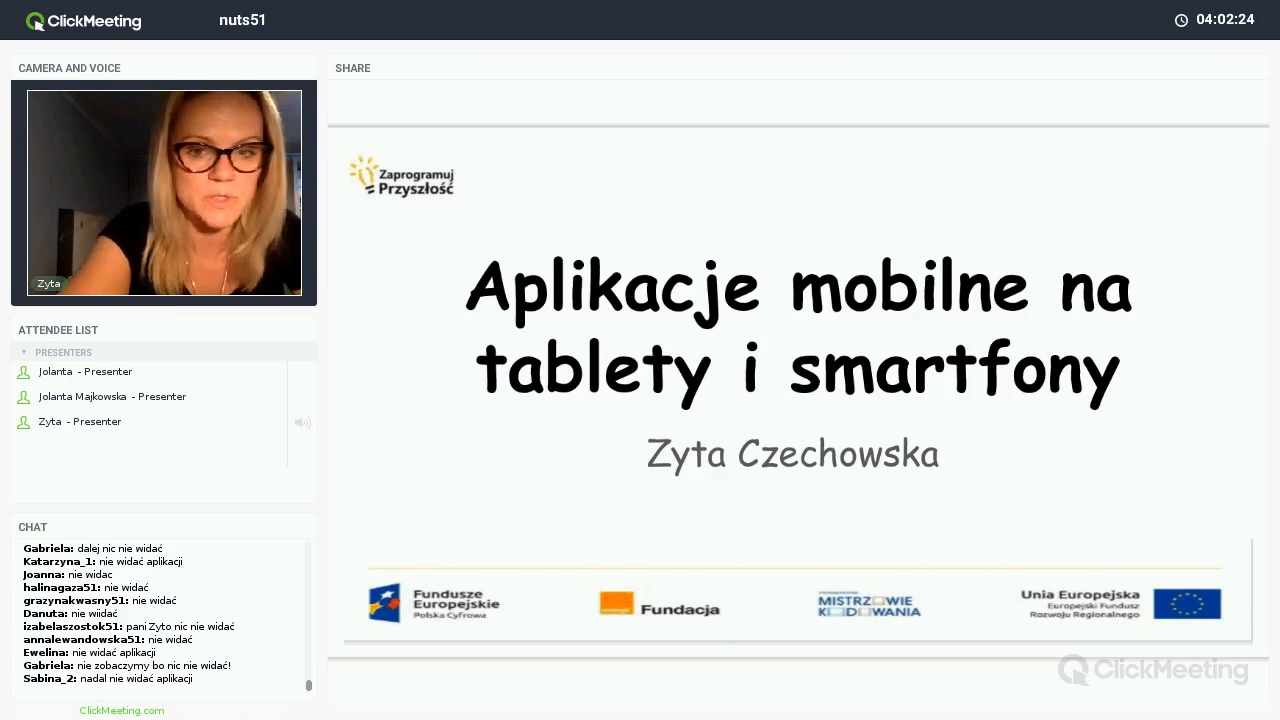 ClickMeeting
nuts51
04:02:24
CAMERA AND VOICE
SHARE
Zyta
ATTENDEE LIST
PRESENTERS
Jolanta - Presenter
Jolanta Majkowska - Presenter
Zyta - Presenter
CHAT
Gabriela: dalej nic nie widać
Katarzyna_1: nie widać aplikacji
Joanna: nie widac
halinagaza51: nie widać
grazynakwasny51: nie widać
Danuta: nie wiidać
izabelaszostok51: pani Zyto nic nie widać
annalewandowska51: nie widać
Ewelina: nie widać aplikacji
Gabriela: nie zobaczymy bo nic nie widać!
Sabina_2: nadal nie widać aplikacji
ClickMeeting.com
Zaprogramuj
Przyszłość
Aplikacje mobilne na
tablety i smartfony
Zyta Czechowska
Fundusze
Europejskie
Polska Cyfrowa
Fundacja
MISTRZOWIE
KODOWANIA
Unia Europejska
Europejski Fundusz
Rozwoju Regionalnego
ClickMeeting